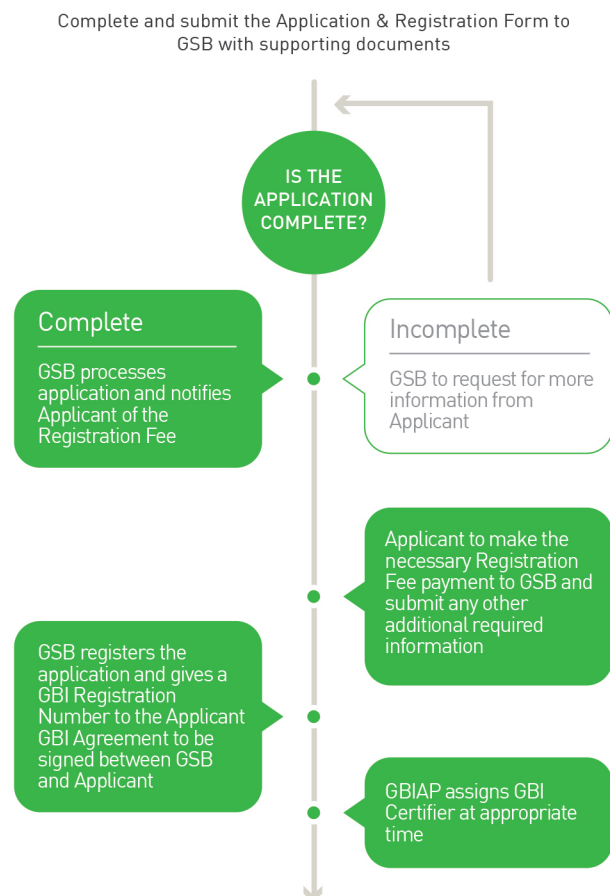 Complete and submit the Application & Registration Form to
GSB with supporting documents
IS THE
APPLICATION
COMPLETE?
Complete
GSB processes
application and notifies
Applicant of the
Registration Fee
Incomplete
GSB to request for more
information from
Applicant
Applicant to make the
necessary Registration
Fee payment to GSB and
submit any other
additional required
information
GSB registers the
application and gives a
GBI Registration
Number to the Applicant
GBI Agreement to be
signed between GSB
and Applicant
GBIAP assigns GBI
Certifier at appropriate
time